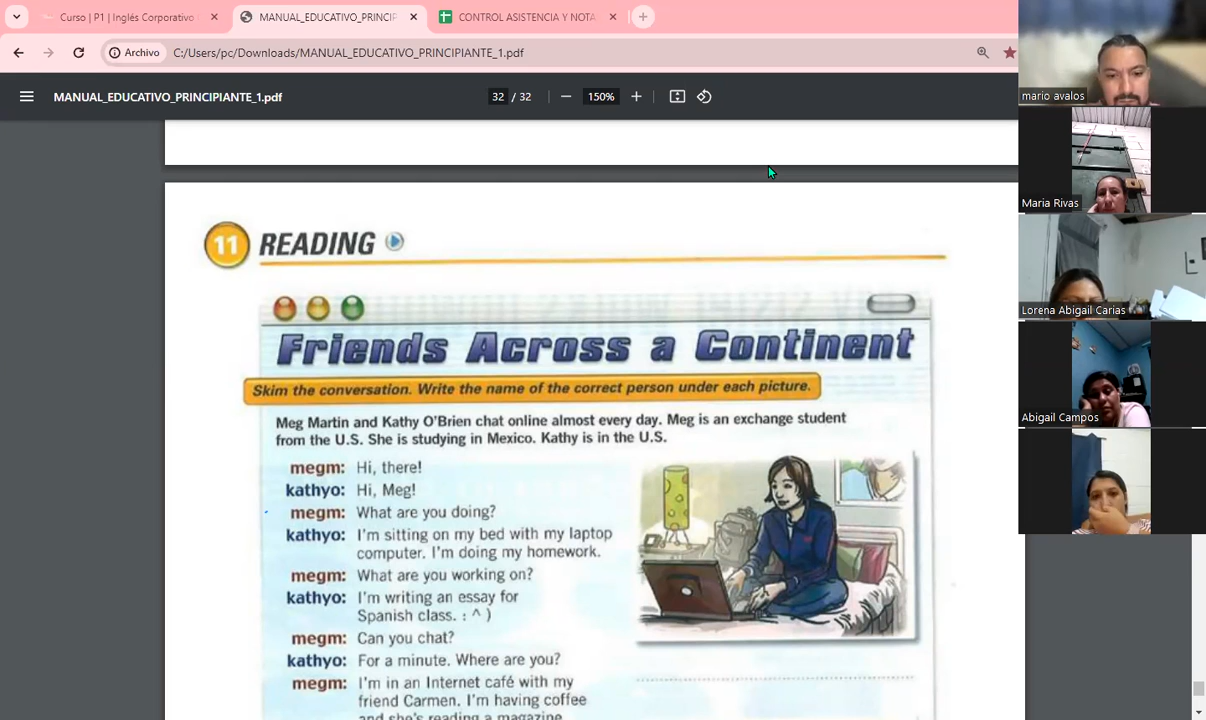 Curso | P1 | Inglés Corporativo
MANUAL_EDUCATIVO_PRINCIP
CONTROL ASISTENCIA Y NOTA
Archivo
C:/Users/pc/Downloads/MANUAL_EDUCATIVO_PRINCIPIANTE_1.pdf
MANUAL_EDUCATIVO_PRINCIPIANTE_1.pdf
32 / 32
150%
11 READING
Friends Across a Continent
Skim the conversation. Write the name of the correct person under each picture.
Meg Martin and Kathy O'Brien chat online almost every day. Meg is an exchange student
from the U.S. She is studying in Mexico. Kathy is in the U.S.
megm: Hi, there!
kathyo: Hi, Meg!
megm: What are you doing?
kathyo: I'm sitting on my bed with my laptop
computer. I'm doing my homework.
megm: What are you working on?
kathyo: I'm writing an essay for
Spanish class. : ^ )
megm: Can you chat?
kathyo: For a minute. Where are you?
megm: I'm in an Internet café with my
friend Carmen. I'm having coffee
and she's reading a magazine
mario avalos
Maria Rivas
Lorena Abigail Carias
Abigail Campos